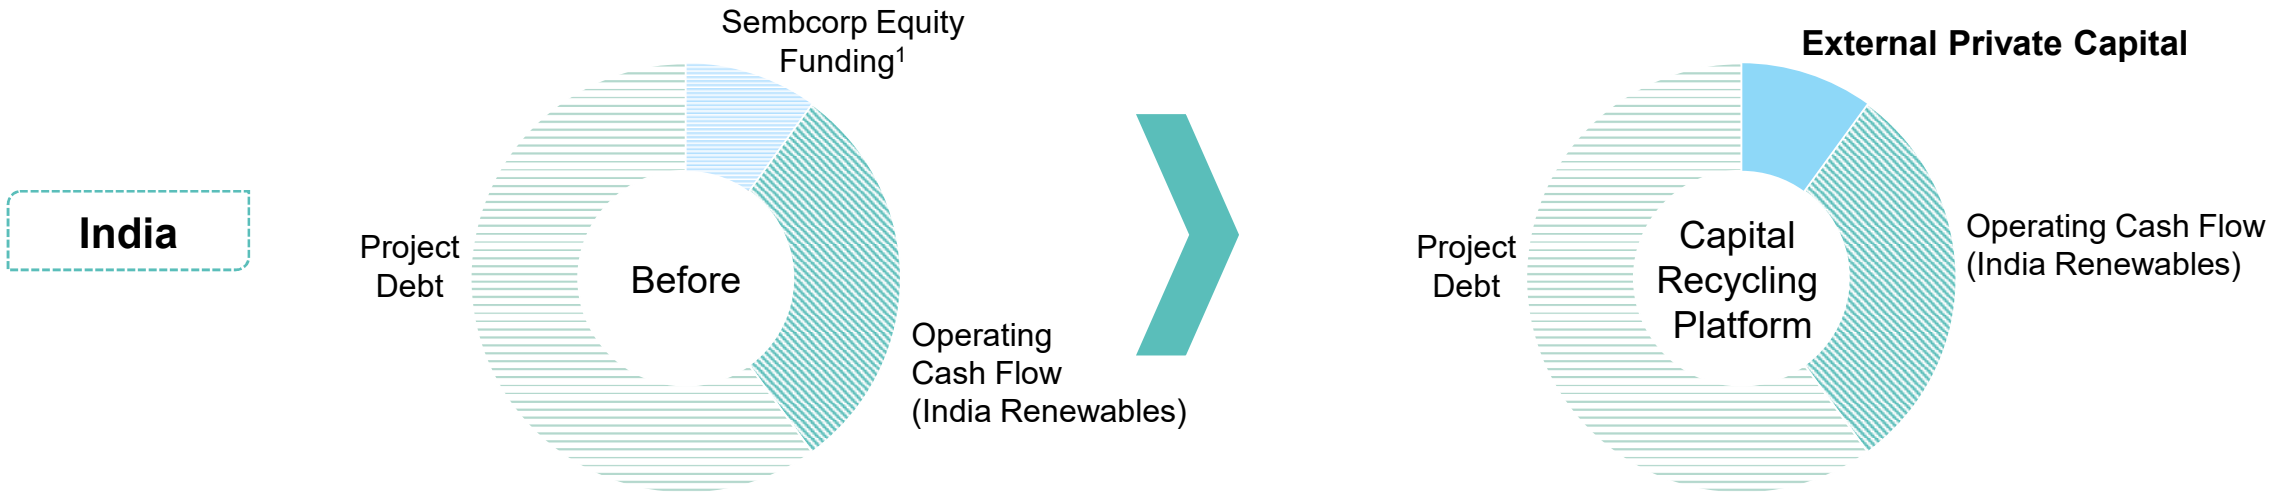 India
Sembcorp Equity
Funding¹
Project
Debt
Before
Operating
Cash Flow
(India Renewables)
External Private Capital
Project
Debt
Capital
Recycling
Platform
Operating Cash Flow
(India Renewables)